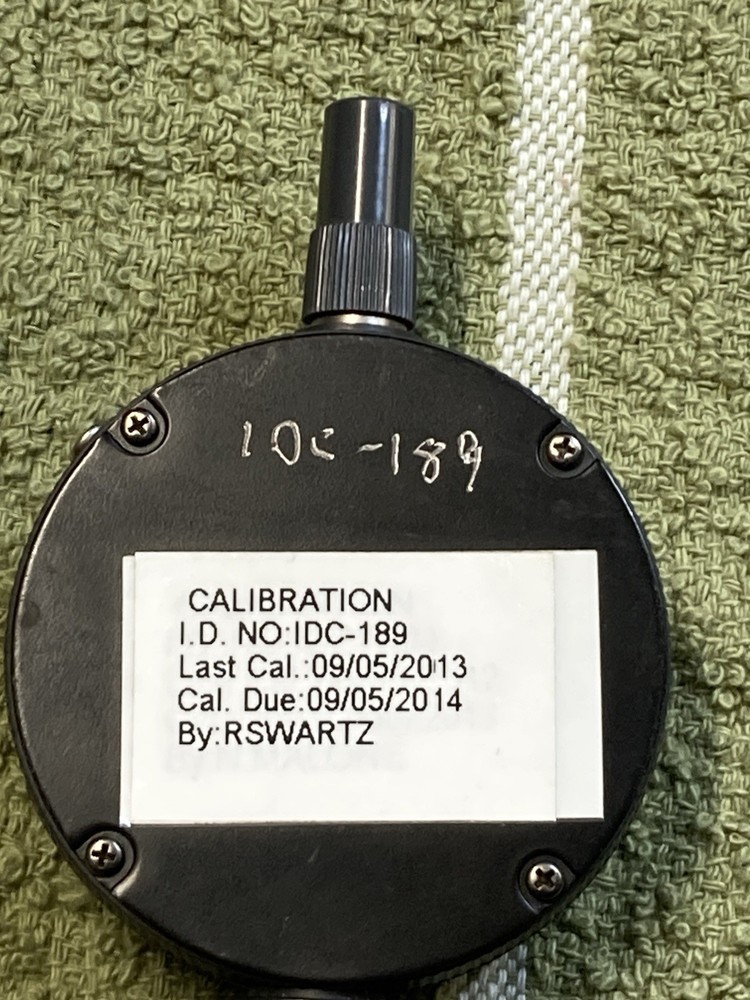 IDC-189
CALIBRATION
I.D. NO:IDC-189
Last Cal.:09/05/2013
Cal. Due:09/05/2014
By:RSWARTZ